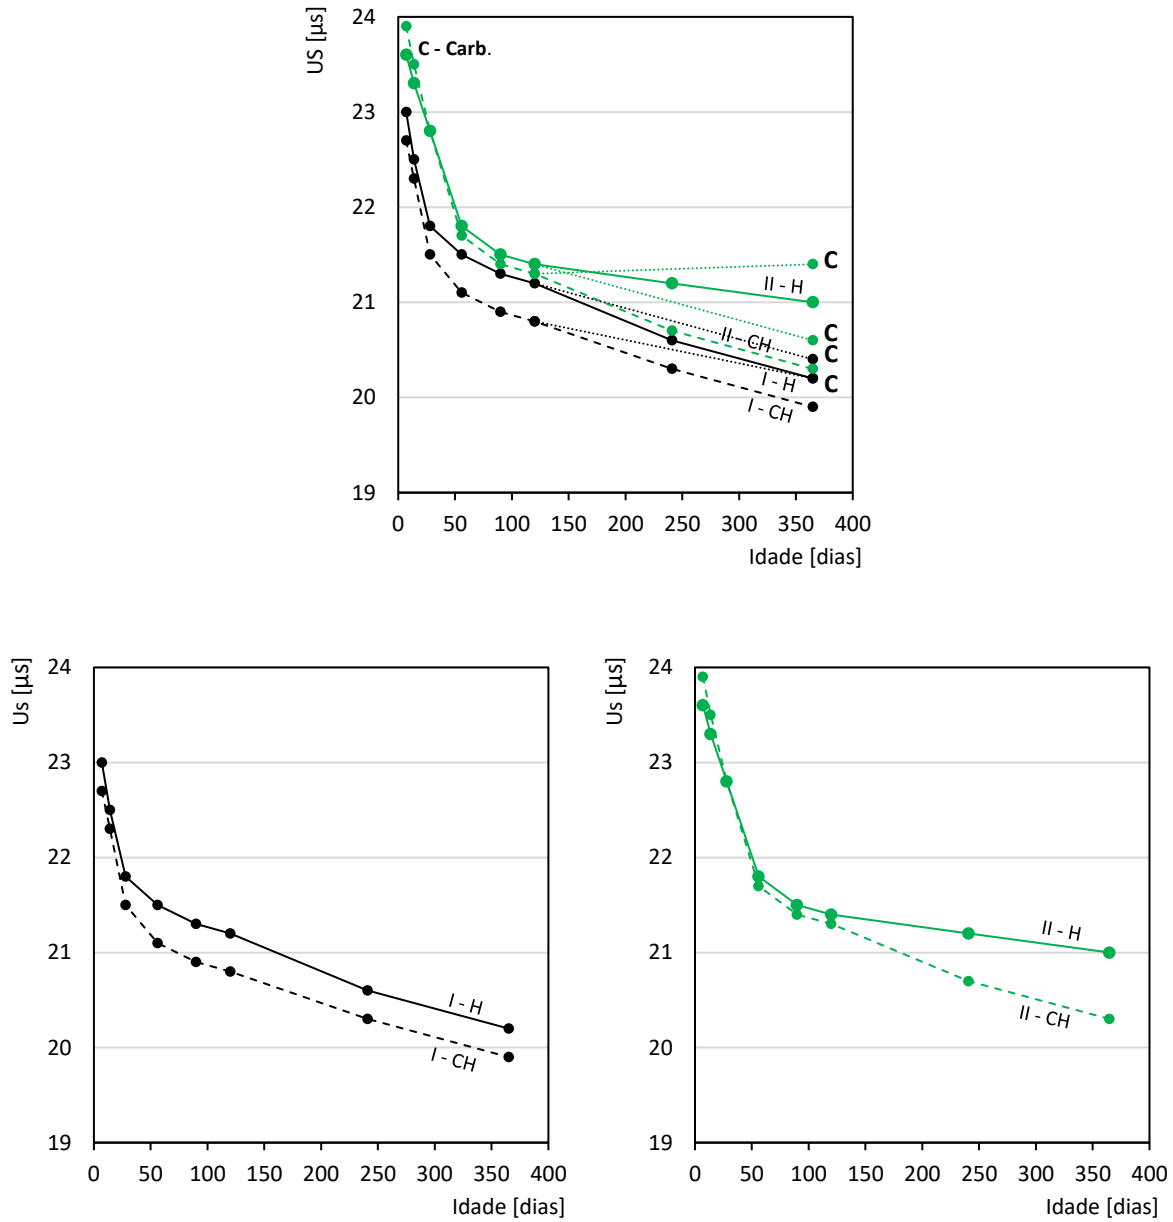 US [µs]
24
C - Carb.
23
22
C
II - H
21
II - CH
C
C
I - H
C
I - CH
20
19
0 50 100 150 200 250 300 350 400
Idade [dias]
Us [µs]
24
23
22
21
I - H
20
I - CH
19
0 50 100 150 200 250 300 350 400
Idade [dias]
Us [µs]
24
23
22
II - H
21
II - CH
20
19
0 50 100 150 200 250 300 350 400
Idade [dias]